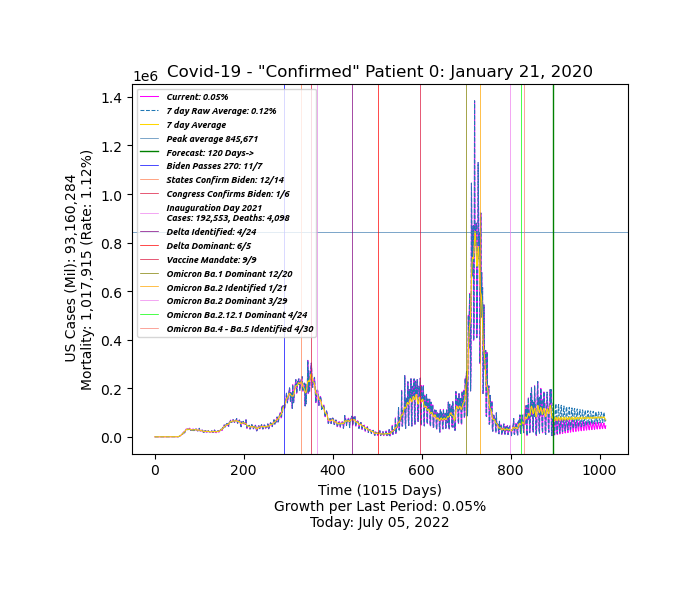 Covid-19 - "Confirmed" Patient 0: January 21, 2020
1e6
1.4
1.2
1.0
0.8
0.6
0.4
0.2
0.0
US Cases (Mil): 93,160,284
Mortality: 1,017,915 (Rate: 1.12%)
Current: 0.05%
7 day Raw Average: 0.12%
7 day Average
Peak average 845,671
Forecast: 120 Days->
Biden Passes 270: 11/7
States Confirm Biden: 12/14
Congress Confirms Biden: 1/6
Inauguration Day 2021
Cases: 192,553, Deaths: 4,098
Delta Identified: 4/24
Delta Dominant: 6/5
Vaccine Mandate: 9/9
Omicron Ba.1 Dominant 12/20
Omicron Ba.2 Identified 1/21
Omicron Ba.2 Dominant 3/29
Omicron Ba.2.12.1 Dominant 4/24
Omicron Ba.4 - Ba.5 Identified 4/30
0 200 400 600 800 1000
Time (1015 Days)
Growth per Last Period: 0.05%
Today: July 05, 2022